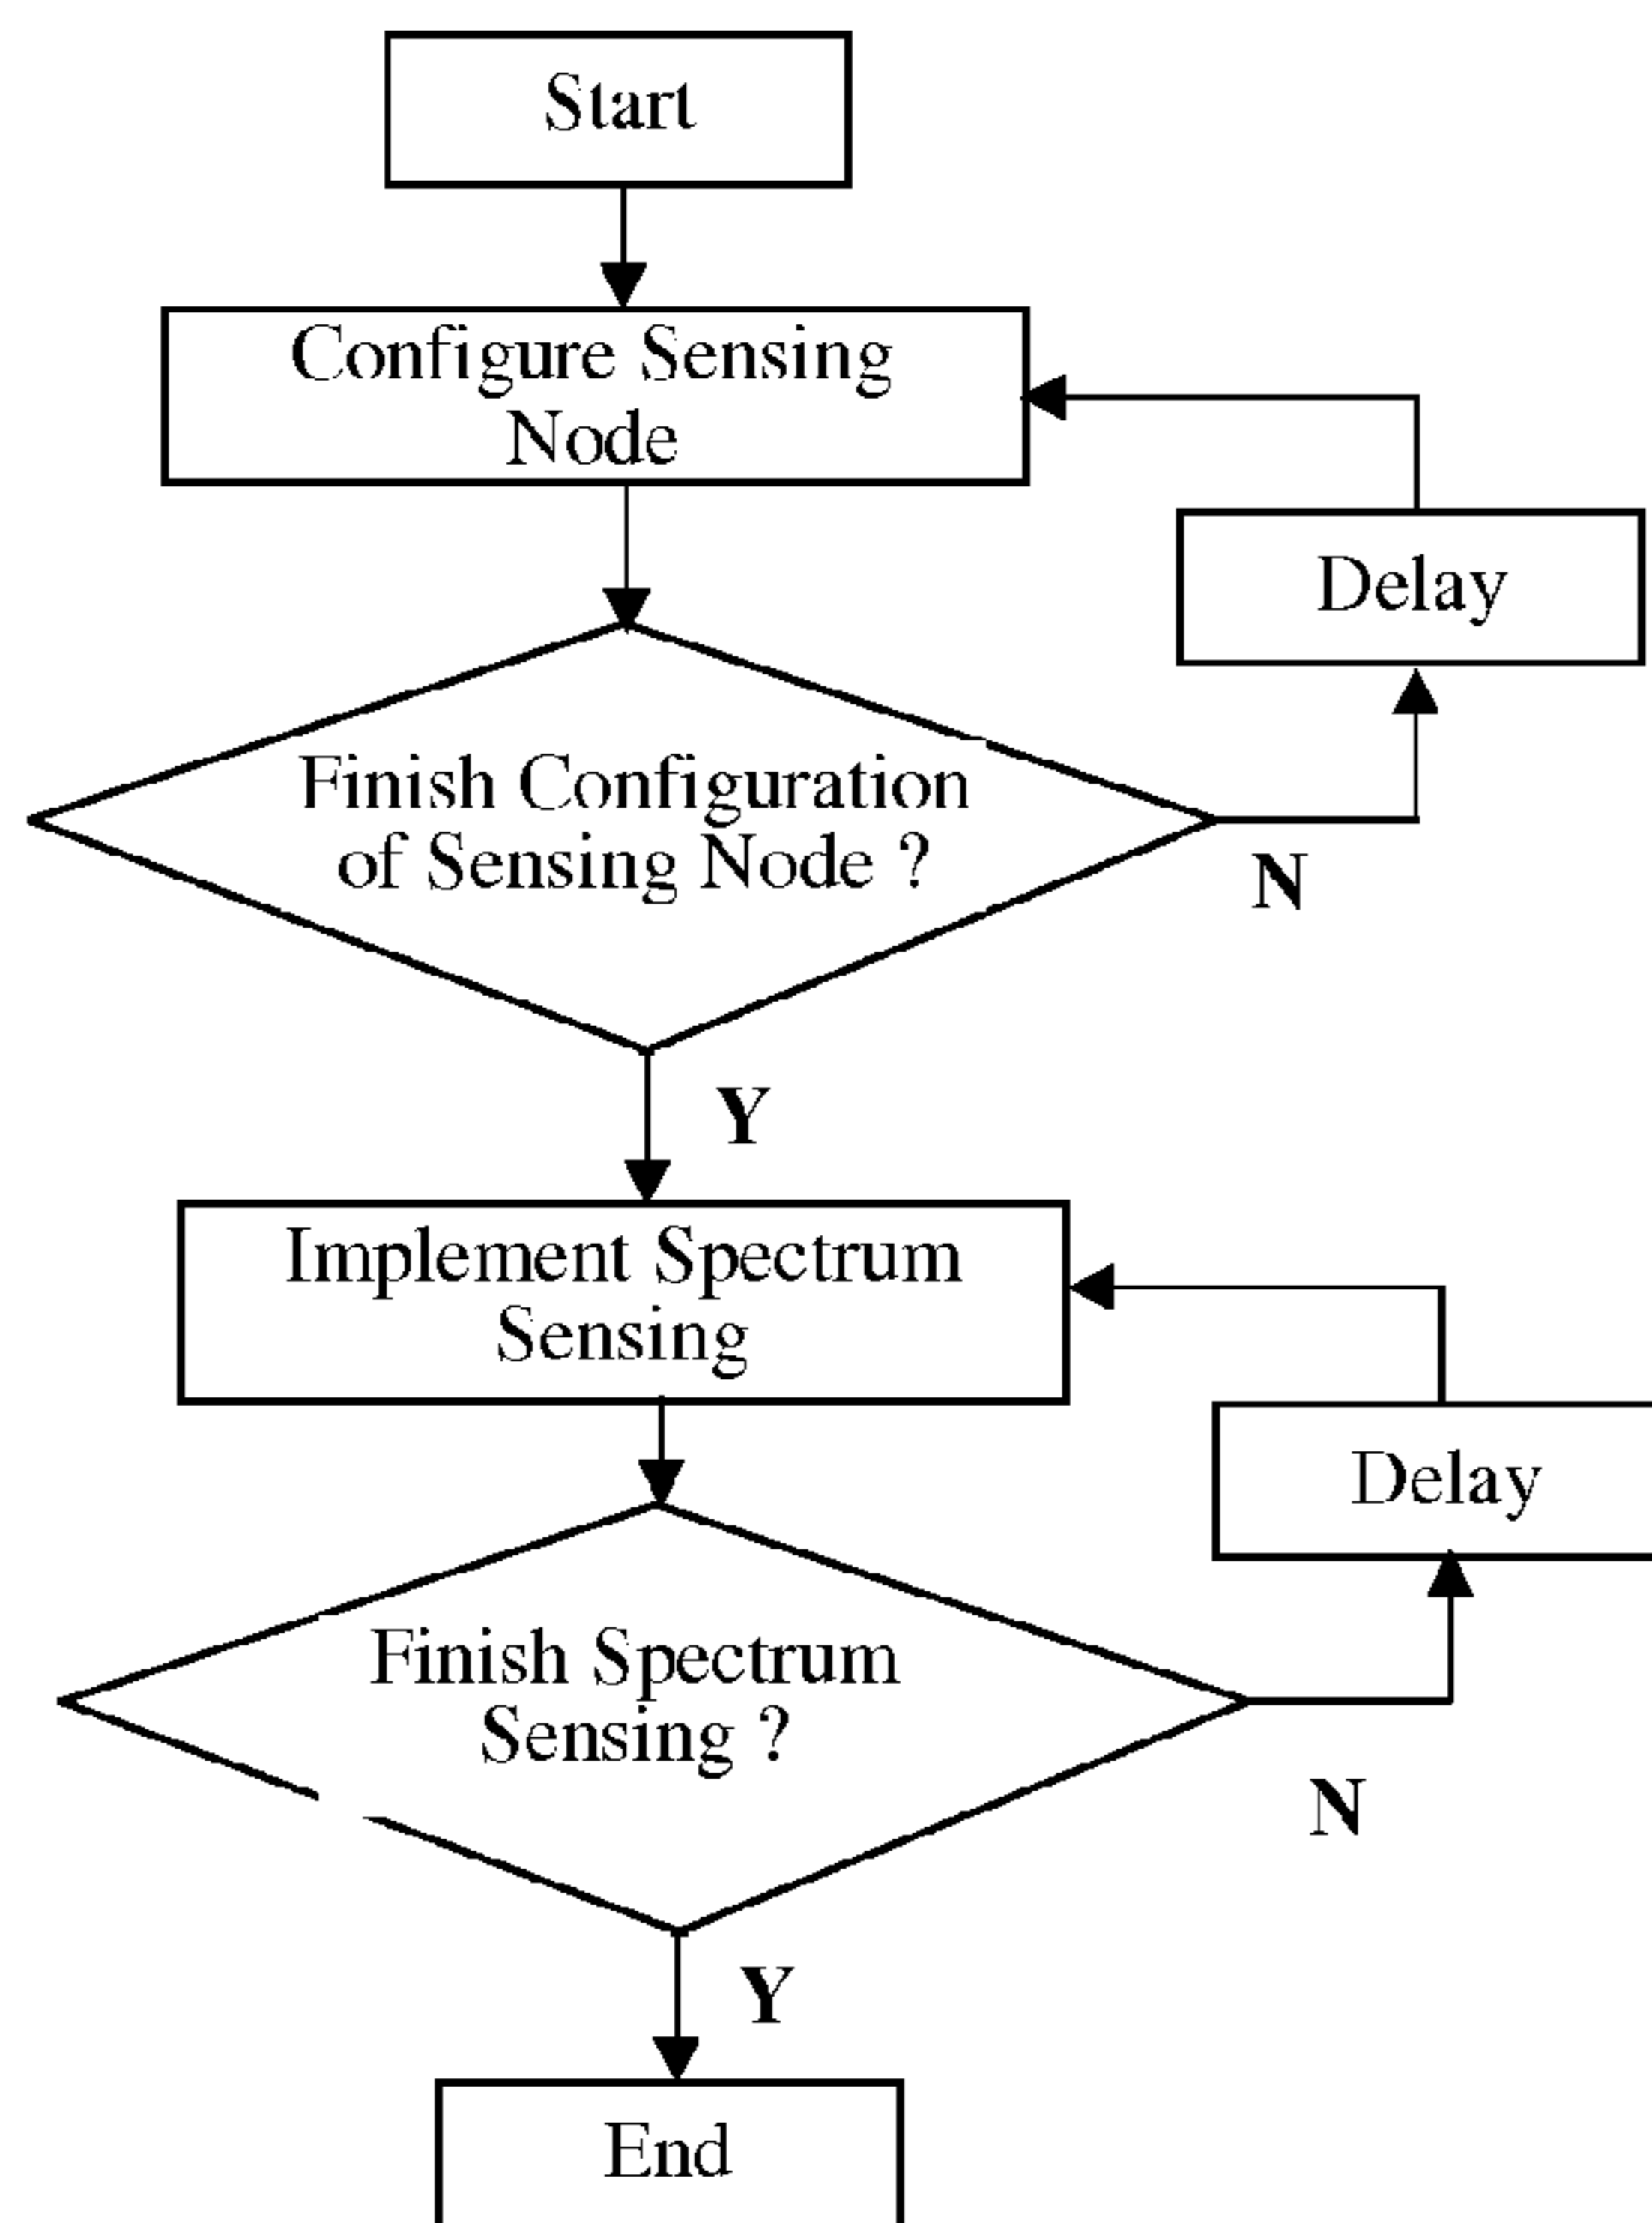 Start
Configure Sensing
Node
Delay
Finish Configuration
of Sensing Node ?
N
Y
Implement Spectrum
Sensing
Delay
Finish Spectrum
Sensing ?
N
Y
End